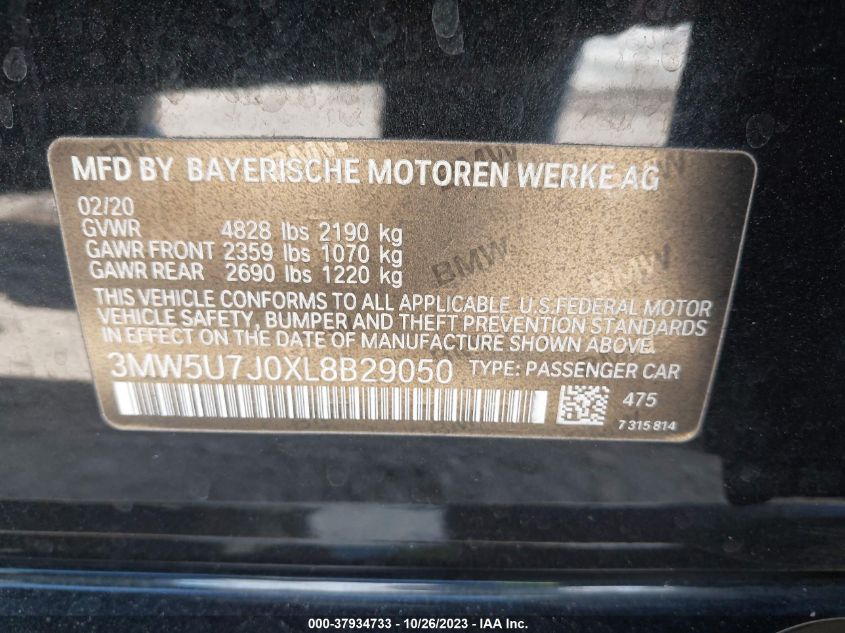 MFD BY BAYERISCHE MOTOREN WERKE AG
02/20
GVWR 4828 lbs 2190 kg
GAWR FRONT 2359 lbs 1070 kg
GAWR REAR 2690 lbs 1220 kg
THIS VEHICLE CONFORMS TO ALL APPLICABLE U.S.FEDERAL MOTOR
VEHICLE SAFETY, BUMPER AND THEFT PREVENTION STANDARDS
IN EFFECT ON THE DATE OF MANUFACTURE SHOWN ABOVE.
3MW5U7J0XL8B29050 TYPE: PASSENGER CAR
475
7 315 814
BMW
BMW
000-37934733 - 10/26/2023 - IAA Inc.